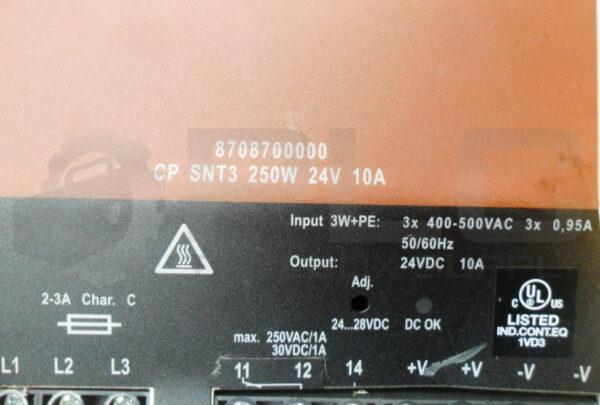 8708700000
CP SNT3 250W 24V 10A
Input 3W+PE: 3x 400-500VAC 3x 0,95A
50/60Hz
Output: 24VDC 10A
Adj.
2-3A Char. C
24...28VDC DC OK
max. 250VAC/1A
30VDC/1A
C UL US
LISTED
IND.CONT.EQ
1VD3
L1 L2 L3 11 12 14 +V +V -V -V